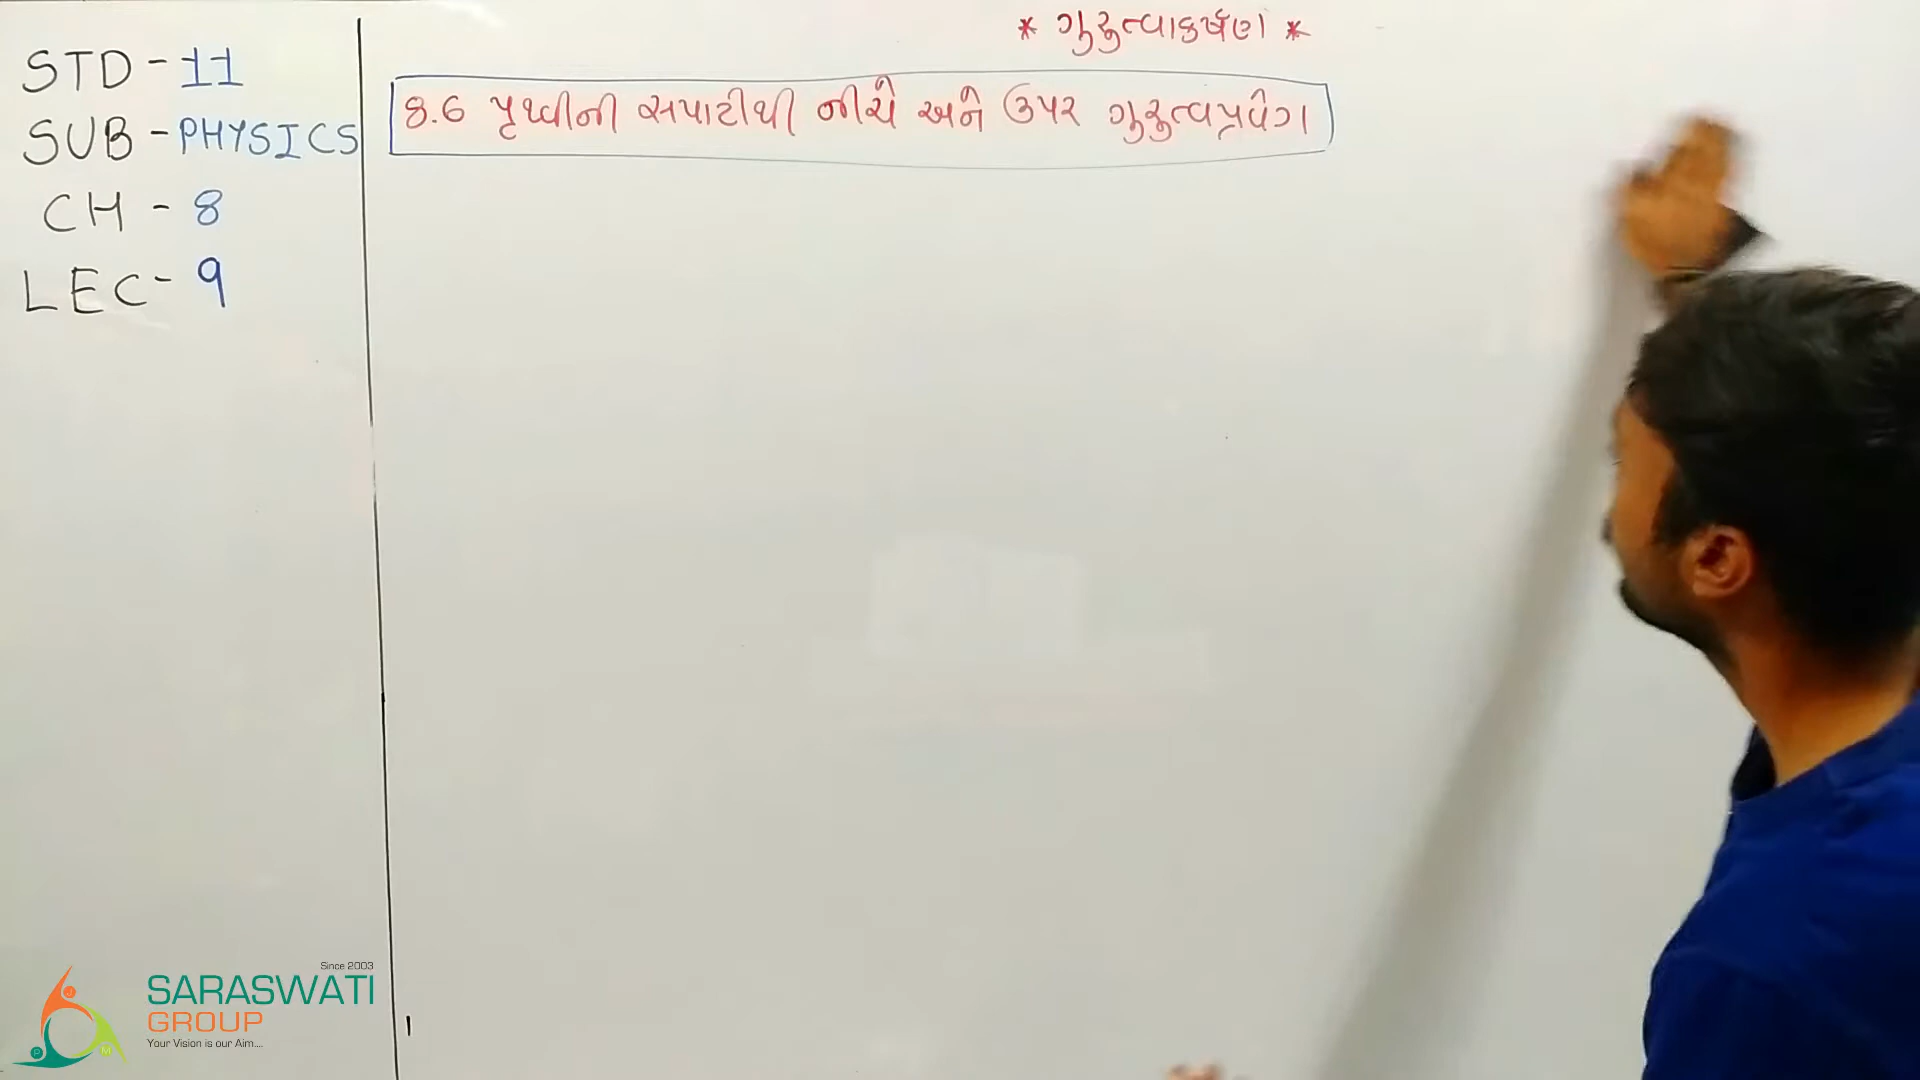 STD - 11
SUB - PHYSICS
CH - 8
LEC - 9
* ગુરુત્વાકર્ષણ *
8.6 પૃથ્વીની સપાટીથી નીચે અને ઉપર ગુરુત્વપ્રવેગ
Since 2003
SARASWATI
GROUP
Your Vision is our Aim....
J
P
M